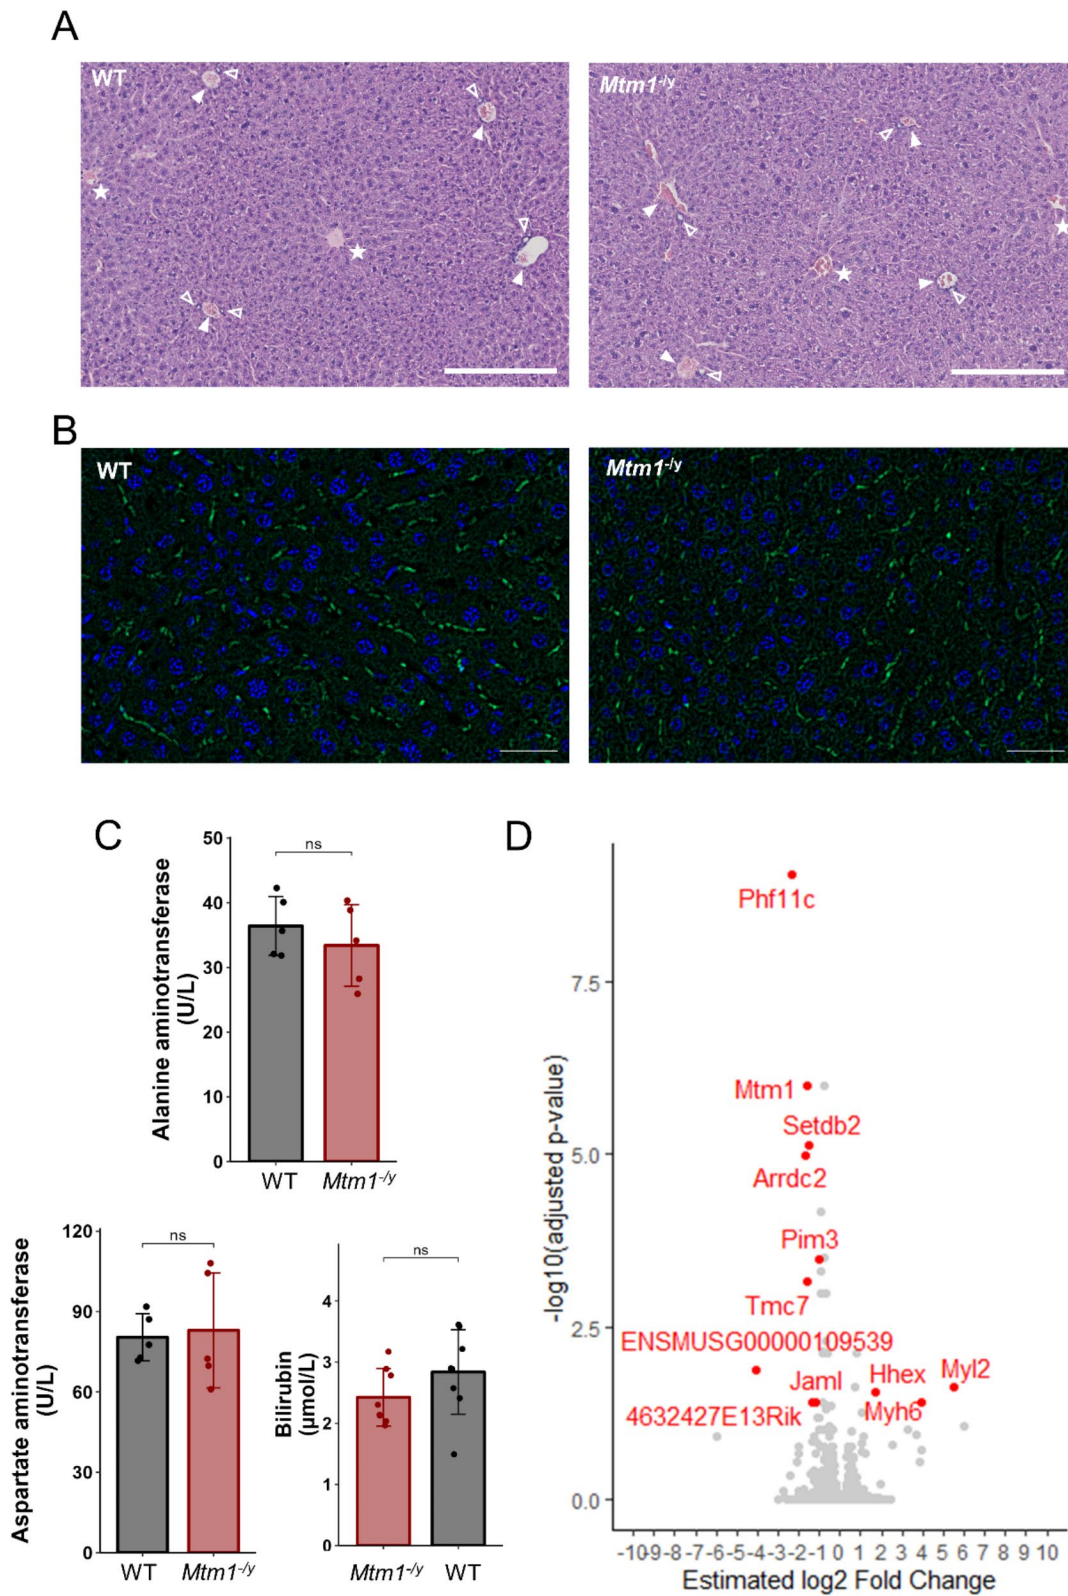 A
WT
Mtm1-/y
B
WT
Mtm1-/y
C
Alanine aminotransferase
(U/L)
50
40
30
20
10
0
ns
WT
Mtm1-/y
Aspartate aminotransferase
(U/L)
120
90
60
30
0
ns
WT
Mtm1-/y
Bilirubin
(µmol/L)
4
3
2
1
0
ns
Mtm1-/y
WT
D
-log10(adjusted p-value)
7.5
5.0
2.5
0.0
Phf11c
Mtm1
Setdb2
Arrdc2
Pim3
Tmc7
ENSMUSG00000109539
Jaml
Hhex
Myl2
4632427E13Rik
Myh6
-10-9 -8 -7 -6 -5 -4 -3 -2 -1 0 1 2 3 4 5 6 7 8 9 10
Estimated log2 Fold Change